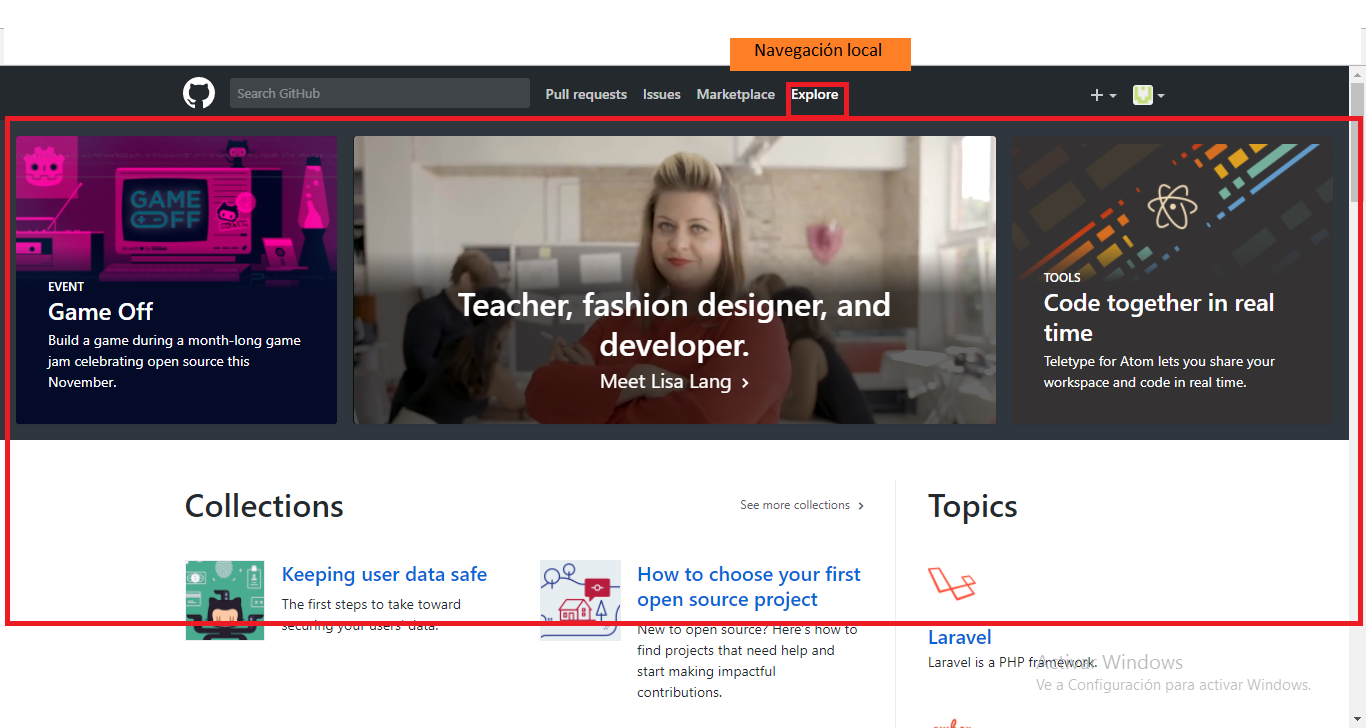 Navegación local
Search GitHub
Pull requests Issues Marketplace Explore
GAME
OFF
EVENT
Game Off
Build a game during a month-long game
jam celebrating open source this
November.
Teacher, fashion designer, and
developer.
Meet Lisa Lang
TOOLS
Code together in real
time
Teletype for Atom lets you share your
workspace and code in real time.
Collections
See more collections
Keeping user data safe
The first steps to take toward
securing your users' data.
How to choose your first
open source project
New to open source? Here's how to
find projects that need help and
start making impactful
contributions.
Topics
Laravel
Laravel is a PHP framework.
Activar Windows
Ve a Configuración para activar Windows.